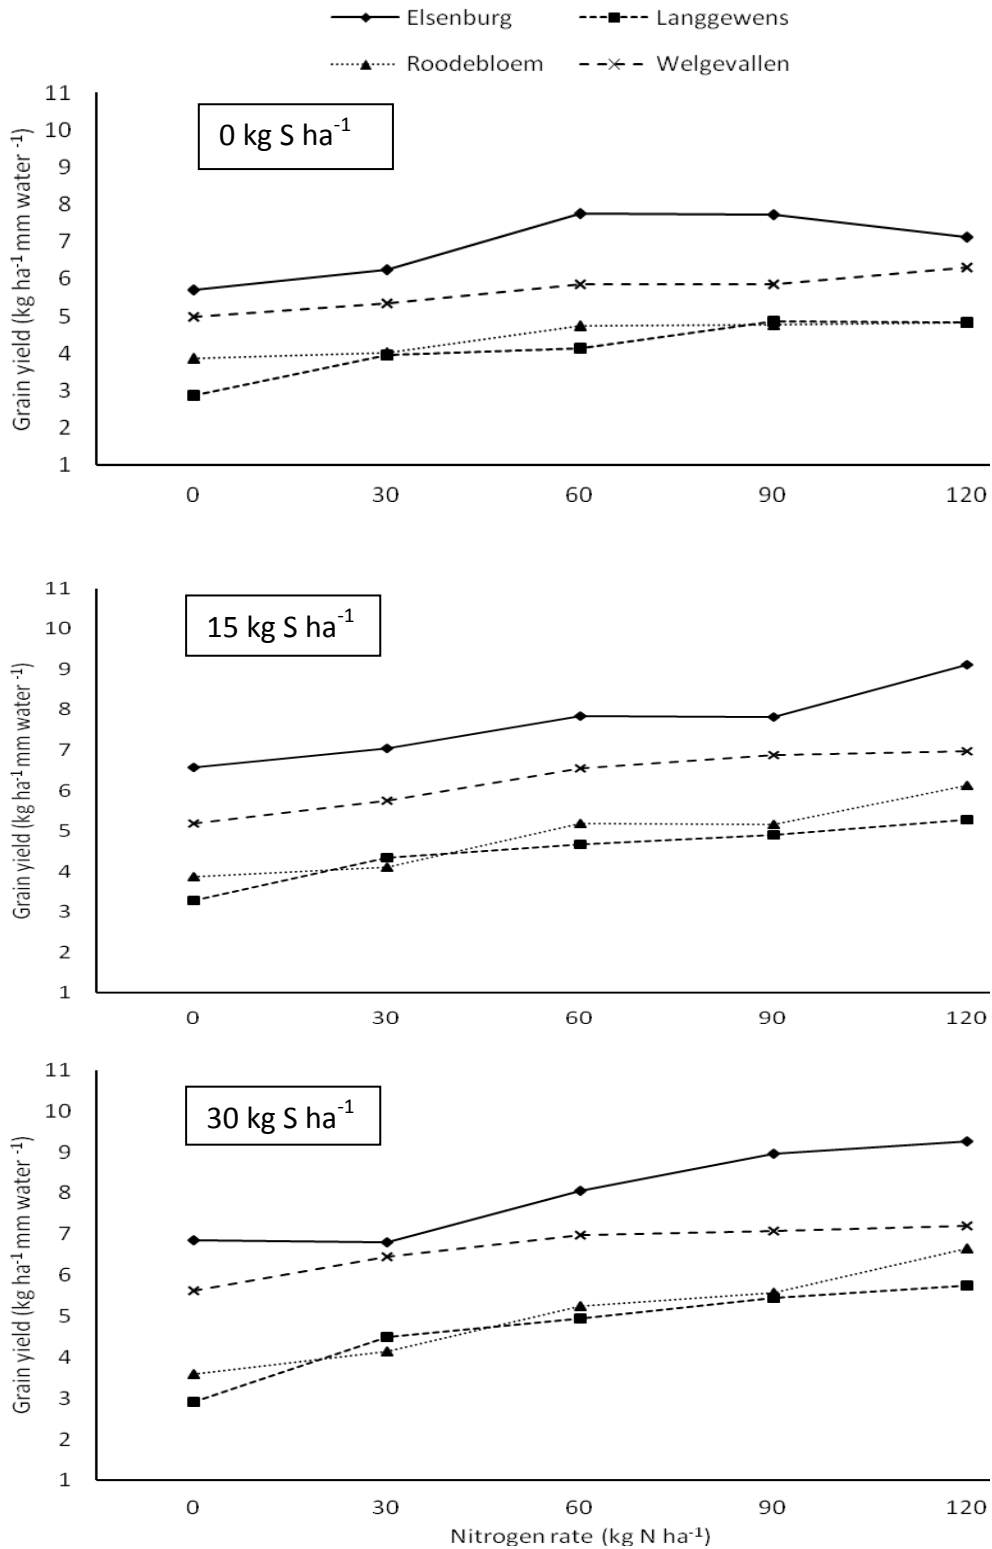 Elsenburg Langgewens
Roodebloem Welgevallen
Grain yield (kg ha⁻¹ mm water ⁻¹)
11
10
9
8
7
6
5
4
3
2
1
0 kg S ha⁻¹
0 30 60 90 120
Grain yield (kg ha⁻¹ mm water ⁻¹)
11
10
9
8
7
6
5
4
3
2
1
15 kg S ha⁻¹
0 30 60 90 120
Grain yield (kg ha⁻¹ mm water ⁻¹)
11
10
9
8
7
6
5
4
3
2
1
30 kg S ha⁻¹
0 30 60 90 120
Nitrogen rate (kg N ha⁻¹)